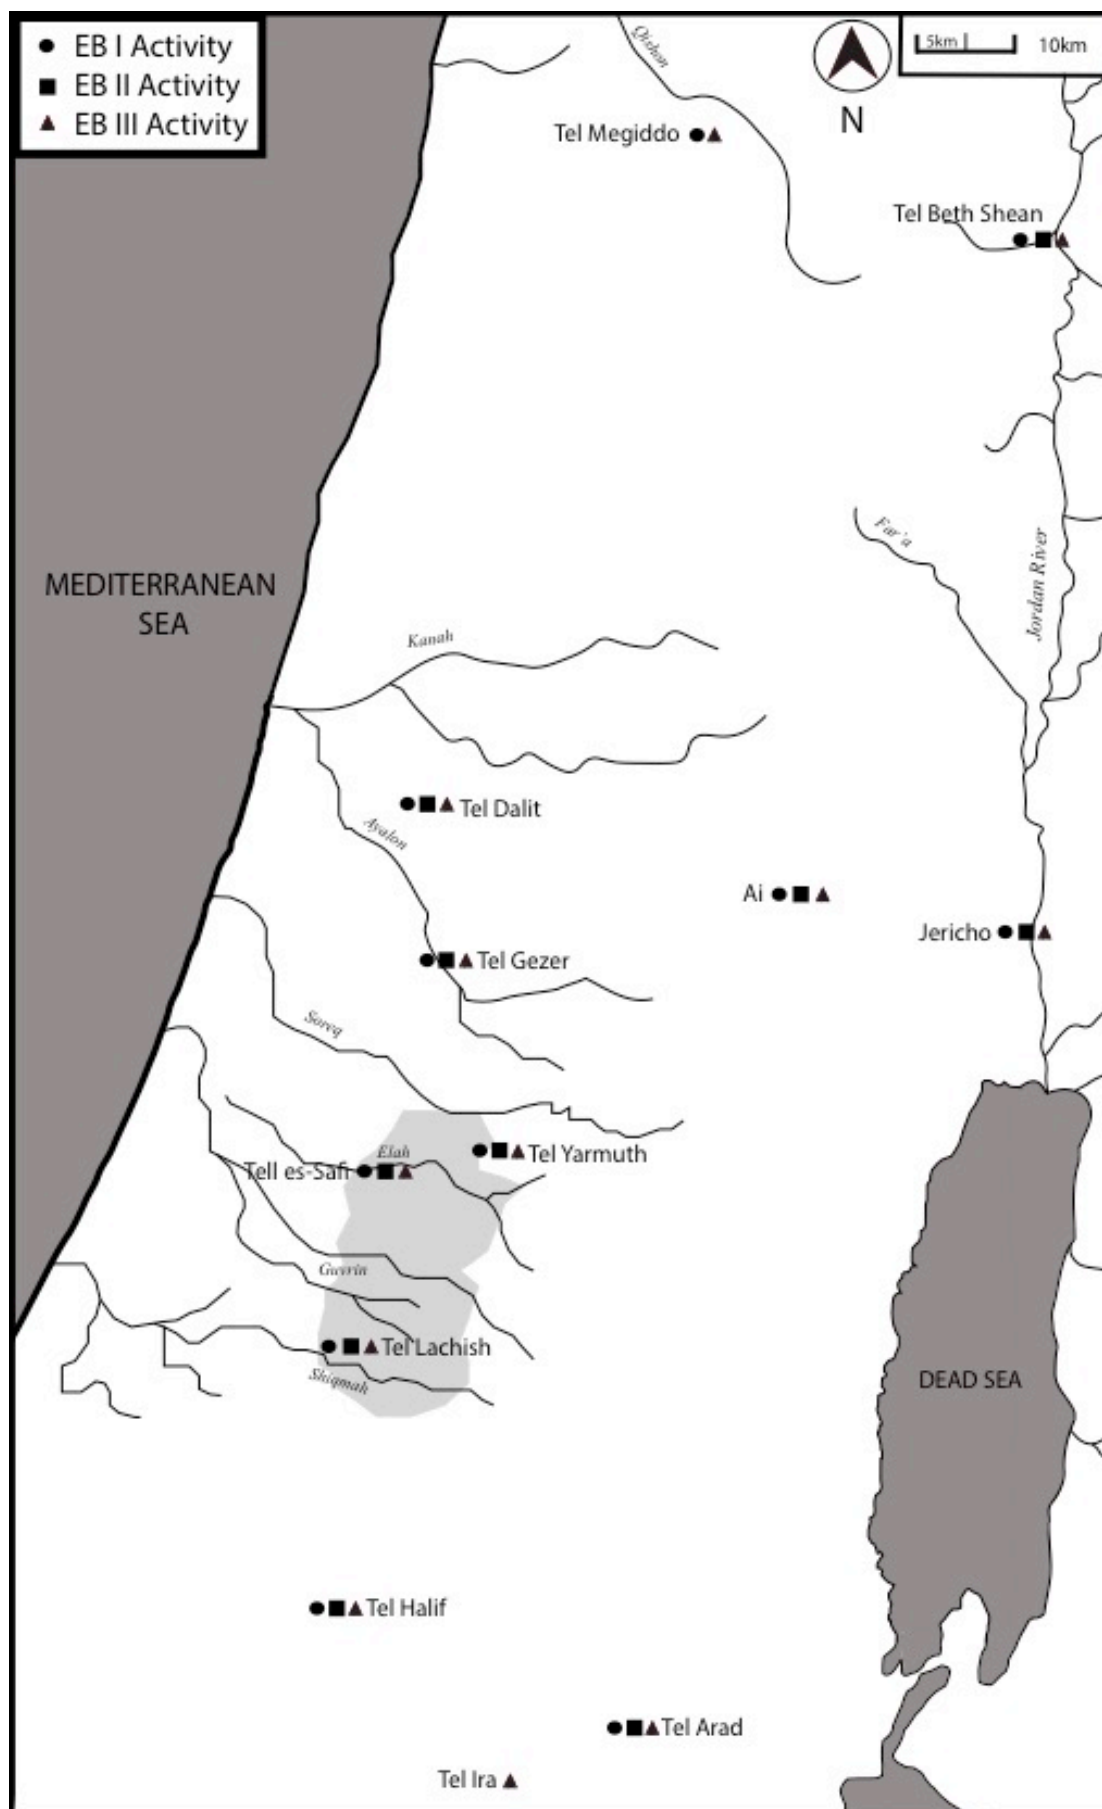 EB I Activity
EB II Activity
EB III Activity
5km
10km
N
Qishon
Tel Megiddo
Tel Beth Shean
Far'a
Jordan River
MEDITERRANEAN
SEA
Kanah
Tel Dalit
Ayalon
Ai
Jericho
Tel Gezer
Soreq
Elah
Tel Yarmuth
Tell es-Safi
Guvrin
Tel Lachish
Shiqmah
DEAD SEA
Tel Halif
Tel Arad
Tel Ira